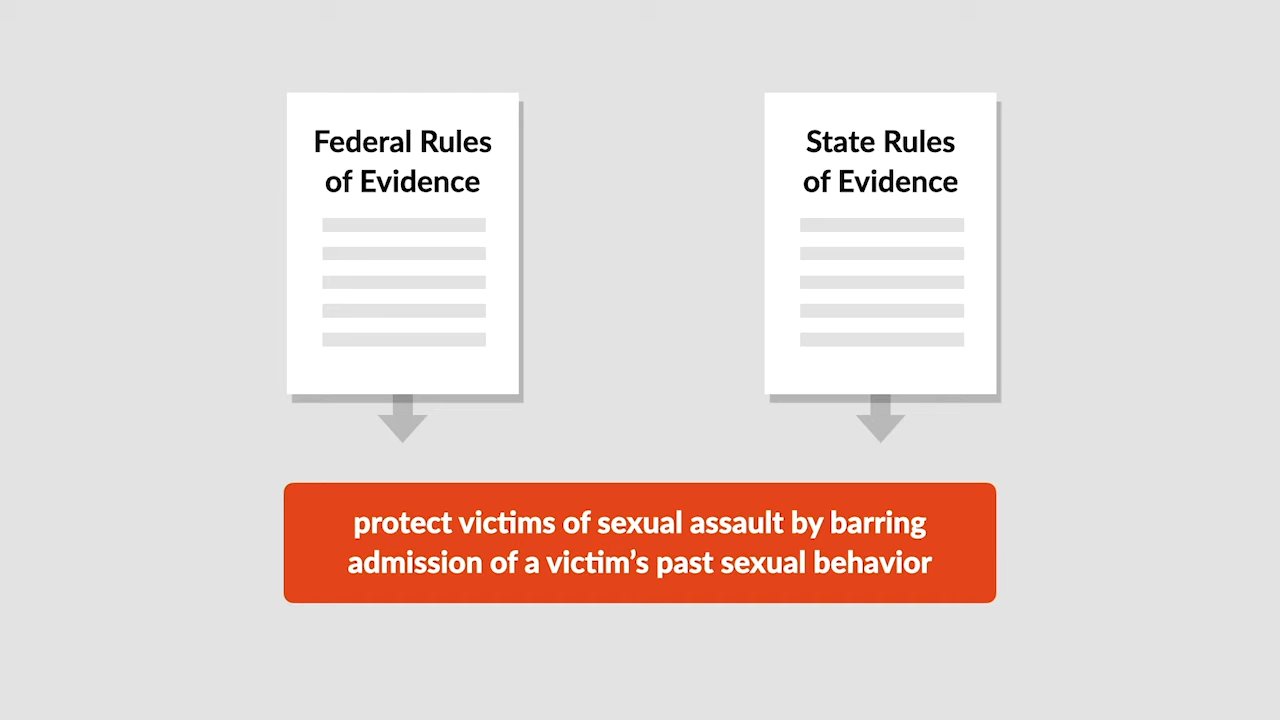 Federal Rules
of Evidence
State Rules
of Evidence
protect victims of sexual assault by barring
admission of a victim’s past sexual behavior